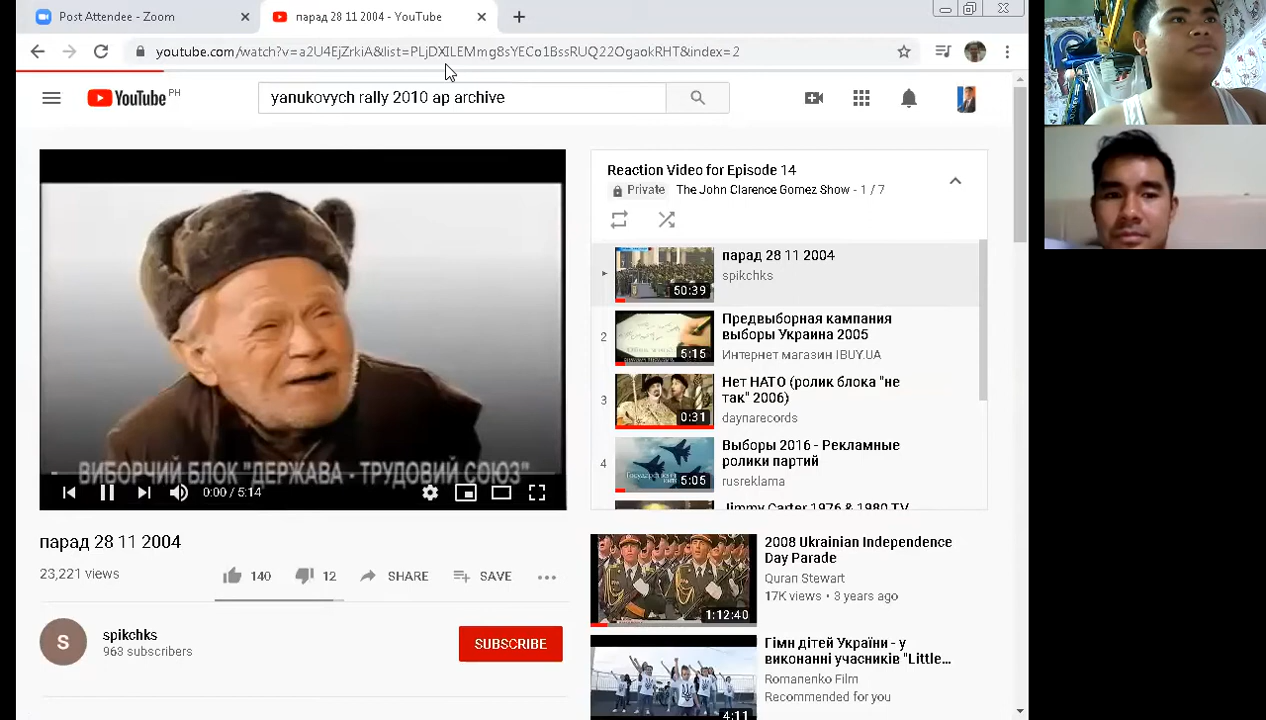 Post Attendee - Zoom
парад 28 11 2004 - YouTube
youtube.com/watch?v=a2U4EjZrkiA&list=PLjDXILEMmg8sYECo1BssRUQ22OgaokRHT&index=2
YouTube PH
yanukovych rally 2010 ap archive
ВИБОРЧИЙ БЛОК "ДЕРЖАВА - ТРУДОВИЙ СОЮЗ"
0:00 / 5:14
парад 28 11 2004
23,221 views
140
12
SHARE
SAVE
S
spikchks
963 subscribers
SUBSCRIBE
Reaction Video for Episode 14
Private The John Clarence Gomez Show - 1 / 7
парад 28 11 2004
spikchks
50:39
2
Предвыборная кампания
выборы Украина 2005
Интернет магазин IBUY.UA
5:15
3
Нет НАТО (ролик блока "не
так" 2006)
daynarecords
0:31
4
Выборы 2016 - Рекламные
ролики партий
rusreklama
5:05
Jimmy Carter 1976 & 1980 TV
2008 Ukrainian Independence
Day Parade
Quran Stewart
17K views • 3 years ago
1:12:40
Гімн дітей України - у
виконанні учасників "Little...
Romanenko Film
Recommended for you
4:11